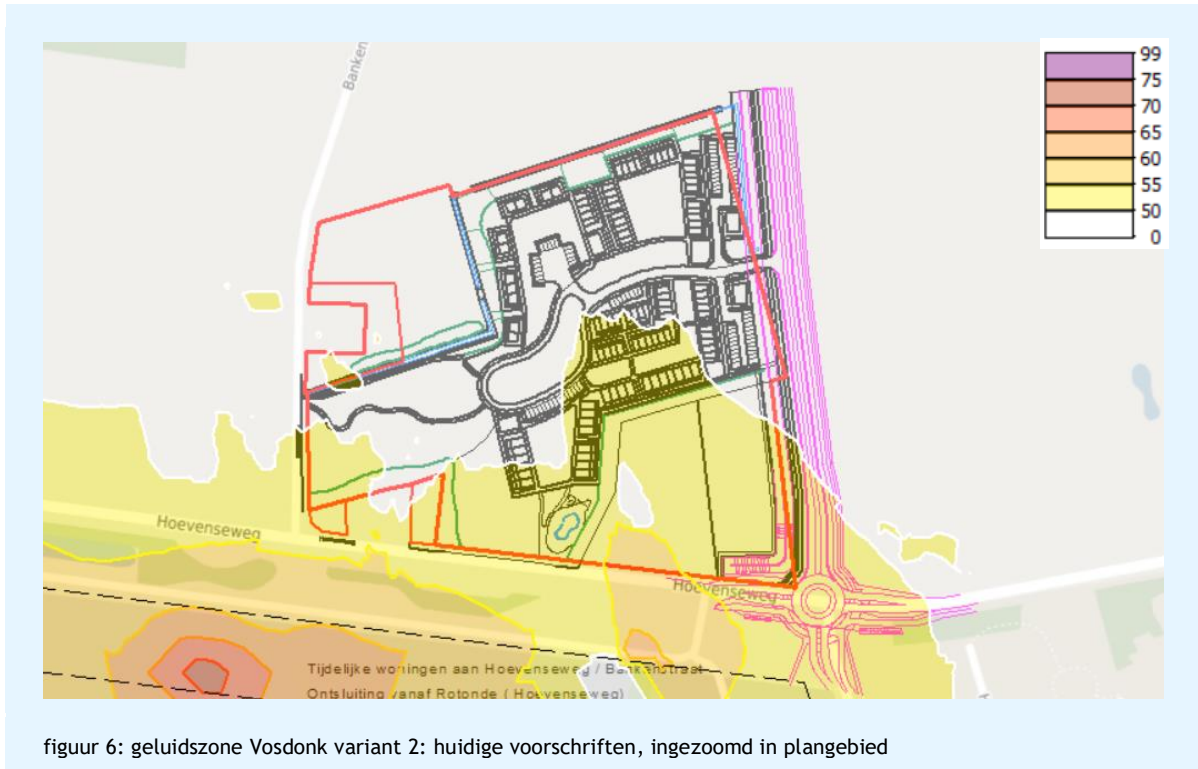 Banken
99
75
70
65
60
55
50
0
Hoevenseweg
Hoevenseweg
Tijdelijke woningen aan Hoevenseweg / Bankenstraat
Ontsluiting vanaf Rotonde ( Hoevenseweg)
figuur 6: geluidszone Vosdonk variant 2: huidige voorschriften, ingezoomd in plangebied